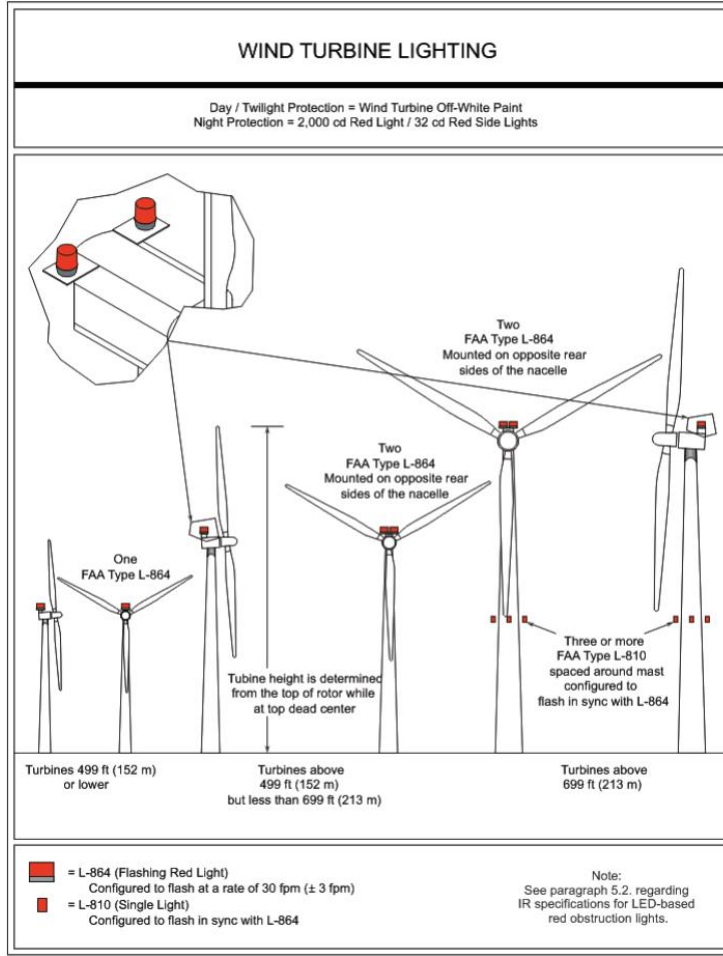 WIND TURBINE LIGHTING
Day / Twilight Protection = Wind Turbine Off-White Paint
Night Protection = 2,000 cd Red Light / 32 cd Red Side Lights
Two
FAA Type L-864
Mounted on opposite rear
sides of the nacelle
Two
FAA Type L-864
Mounted on opposite rear
sides of the nacelle
One
FAA Type L-864
Tubine height is determined
from the top of rotor while
at top dead center
Three or more
FAA Type L-810
spaced around mast
configured to
flash in sync with L-864
Turbines 499 ft (152 m)
or lower
Turbines above
499 ft (152 m)
but less than 699 ft (213 m)
Turbines above
699 ft (213 m)
= L-864 (Flashing Red Light)
Configured to flash at a rate of 30 fpm (± 3 fpm)
= L-810 (Single Light)
Configured to flash in sync with L-864
Note:
See paragraph 5.2. regarding
IR specifications for LED-based
red obstruction lights.